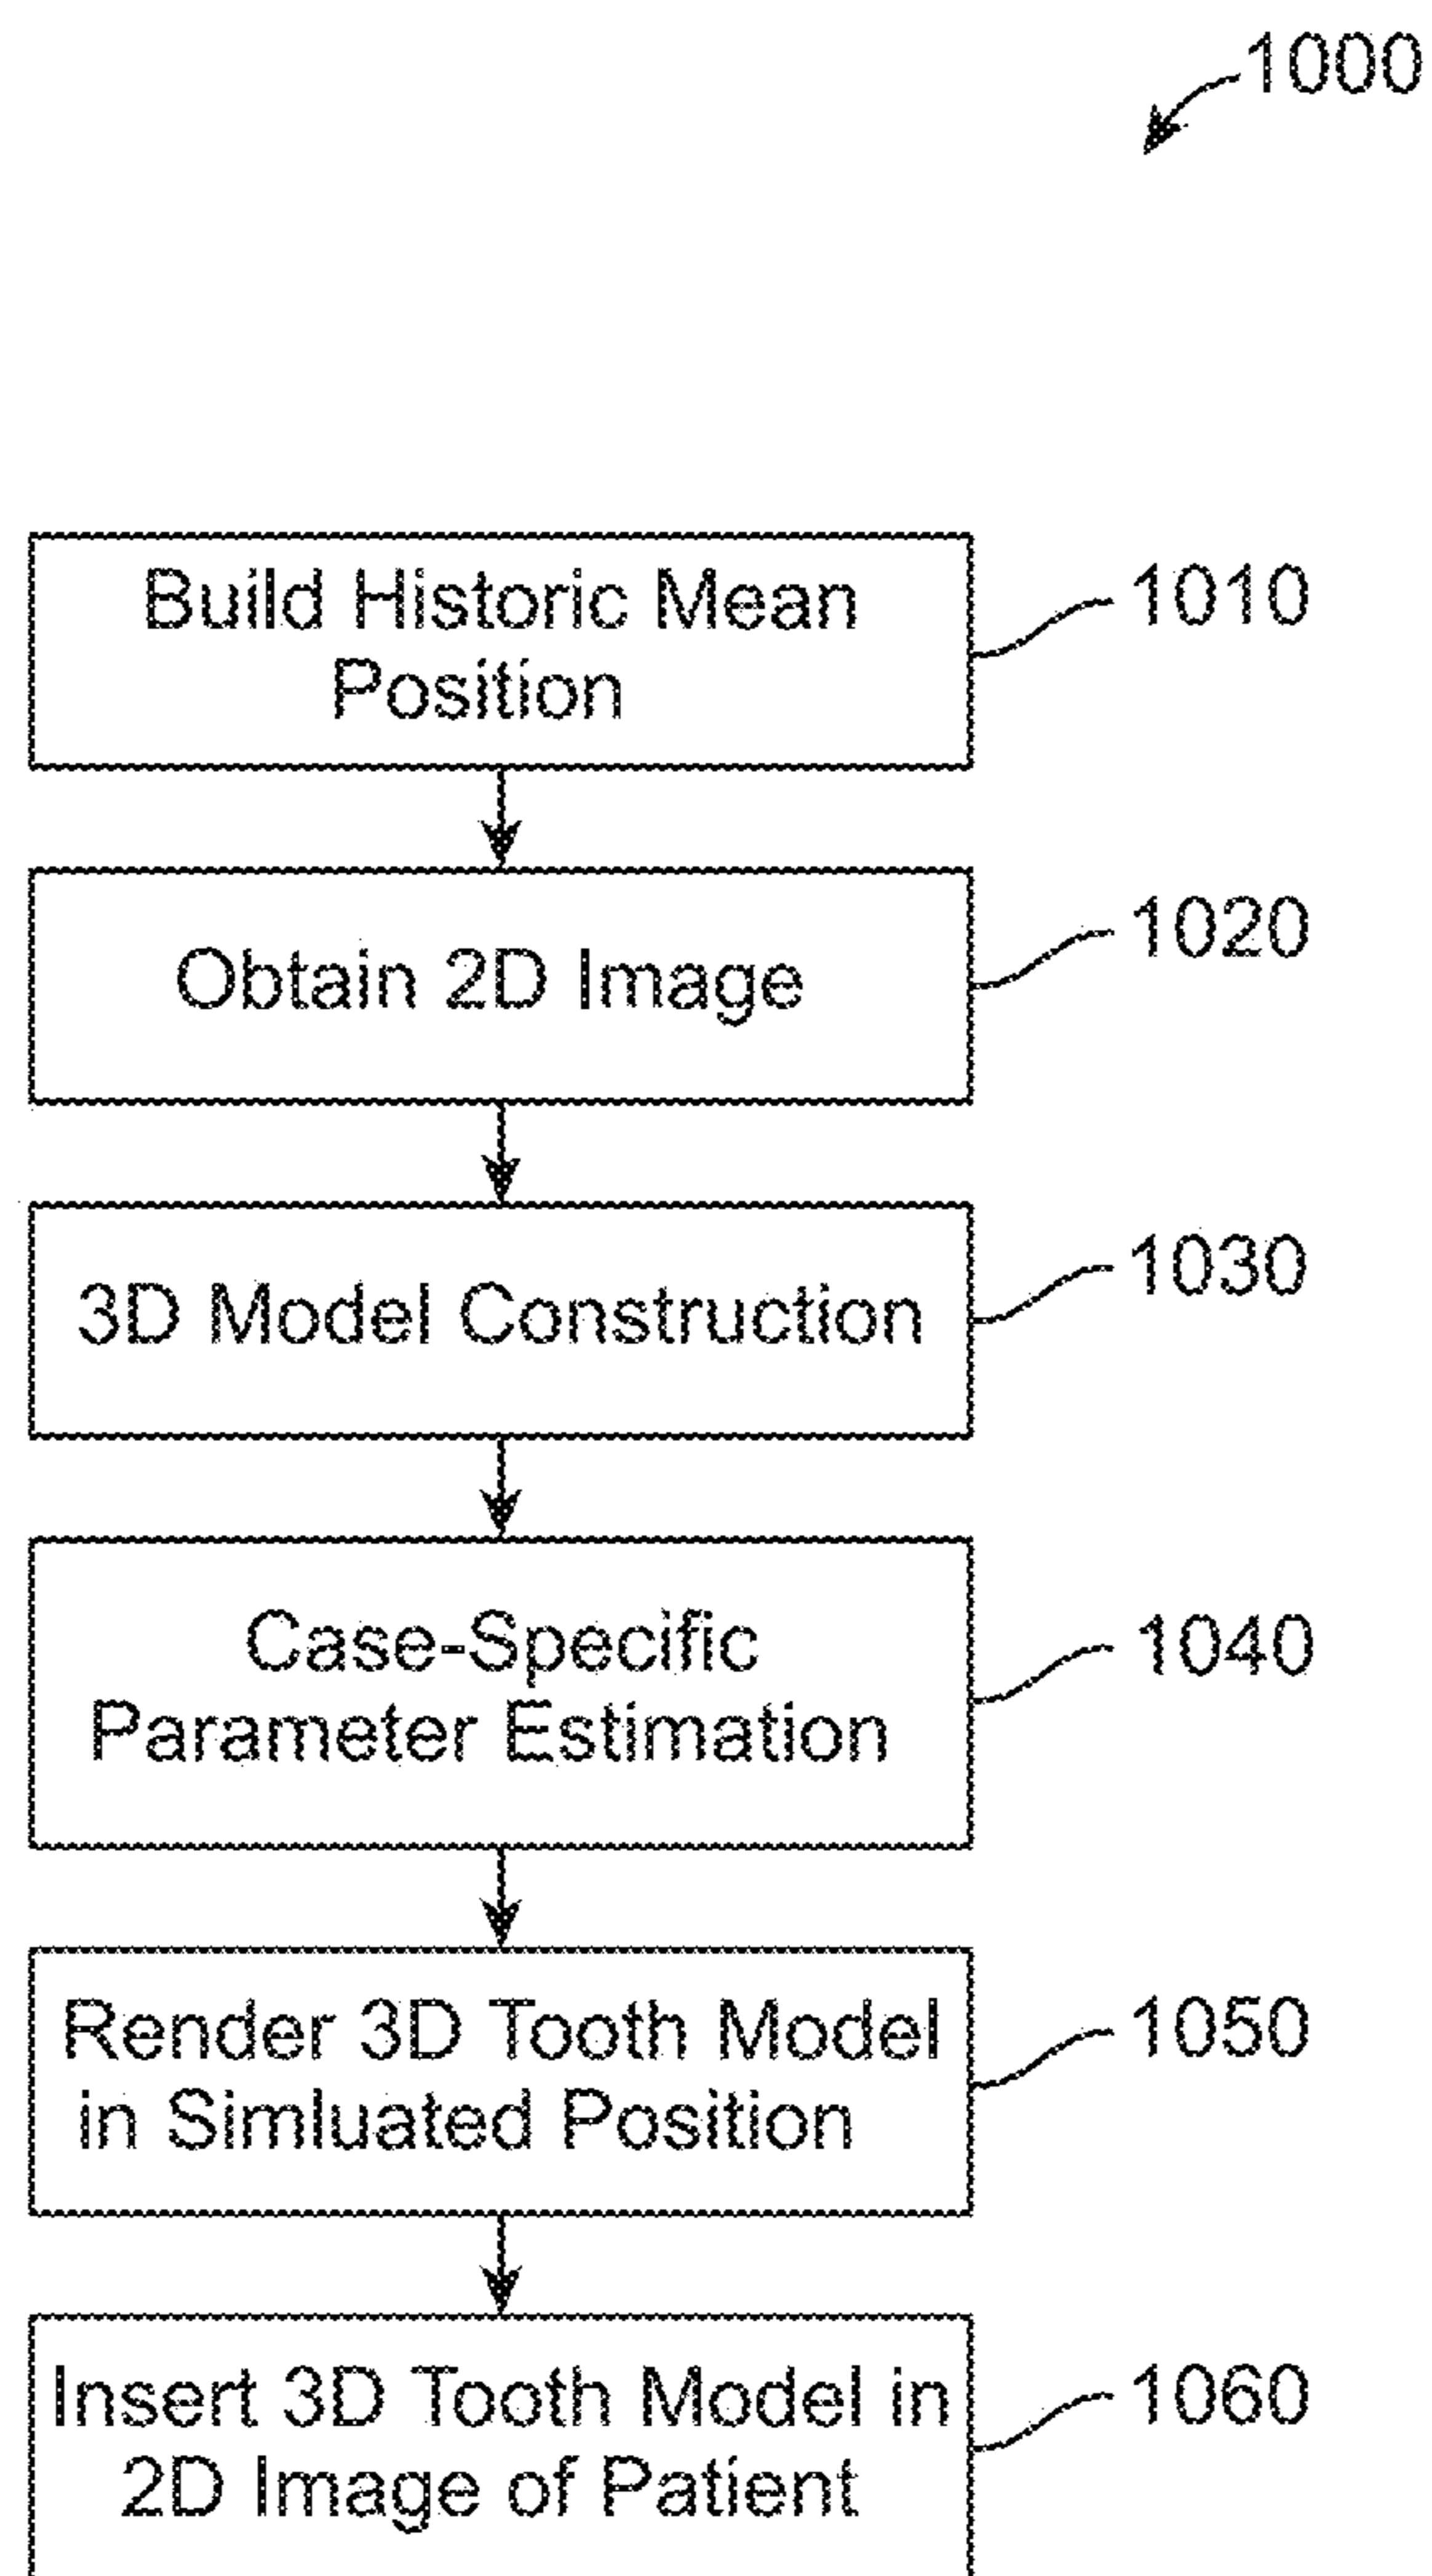 1000
Build Historic Mean
Position
1010
Obtain 2D Image
1020
3D Model Construction
1030
Case-Specific
Parameter Estimation
1040
Render 3D Tooth Model
in Simluated Position
1050
Insert 3D Tooth Model in
2D Image of Patient
1060